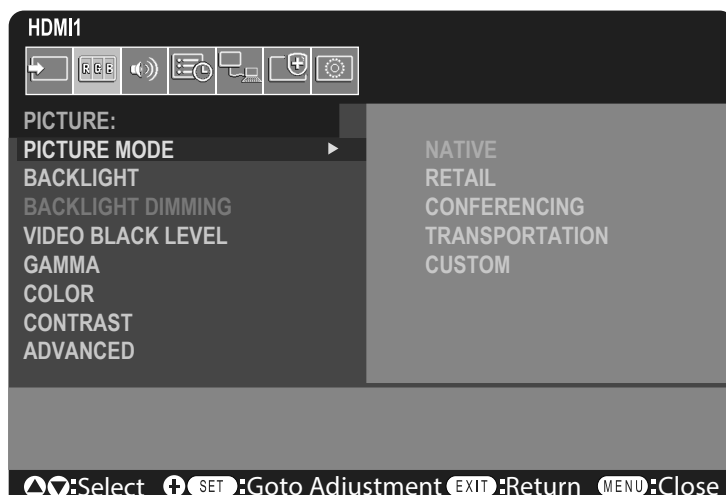 HDMI1
RGB
PICTURE:
PICTURE MODE
BACKLIGHT
BACKLIGHT DIMMING
VIDEO BLACK LEVEL
GAMMA
COLOR
CONTRAST
ADVANCED
NATIVE
RETAIL
CONFERENCING
TRANSPORTATION
CUSTOM
:Select SET :Goto Adjustment EXIT :Return MENU :Close